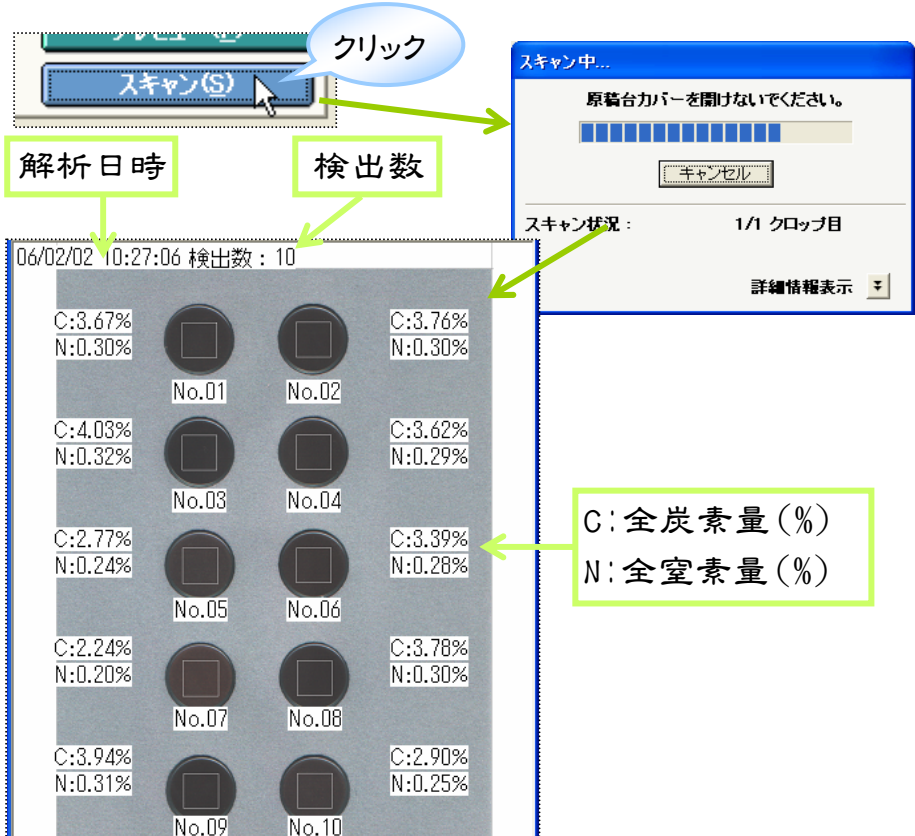 プレビュー(P)
スキャン(S)
クリック
スキャン中...
原稿台カバーを開けないでください。
キャンセル
スキャン状況:
1/1 クロップ目
詳細情報表示
解析日時
検出数
06/02/02 10:27:06 検出数:10
C:3.67%
N:0.30%
No.01
C:3.76%
N:0.30%
No.02
C:4.03%
N:0.32%
No.03
C:3.62%
N:0.29%
No.04
C:2.77%
N:0.24%
No.05
C:3.39%
N:0.28%
No.06
C:2.24%
N:0.20%
No.07
C:3.78%
N:0.30%
No.08
C:3.94%
N:0.31%
No.09
C:2.90%
N:0.25%
No.10
C:全炭素量(%)
N:全窒素量(%)